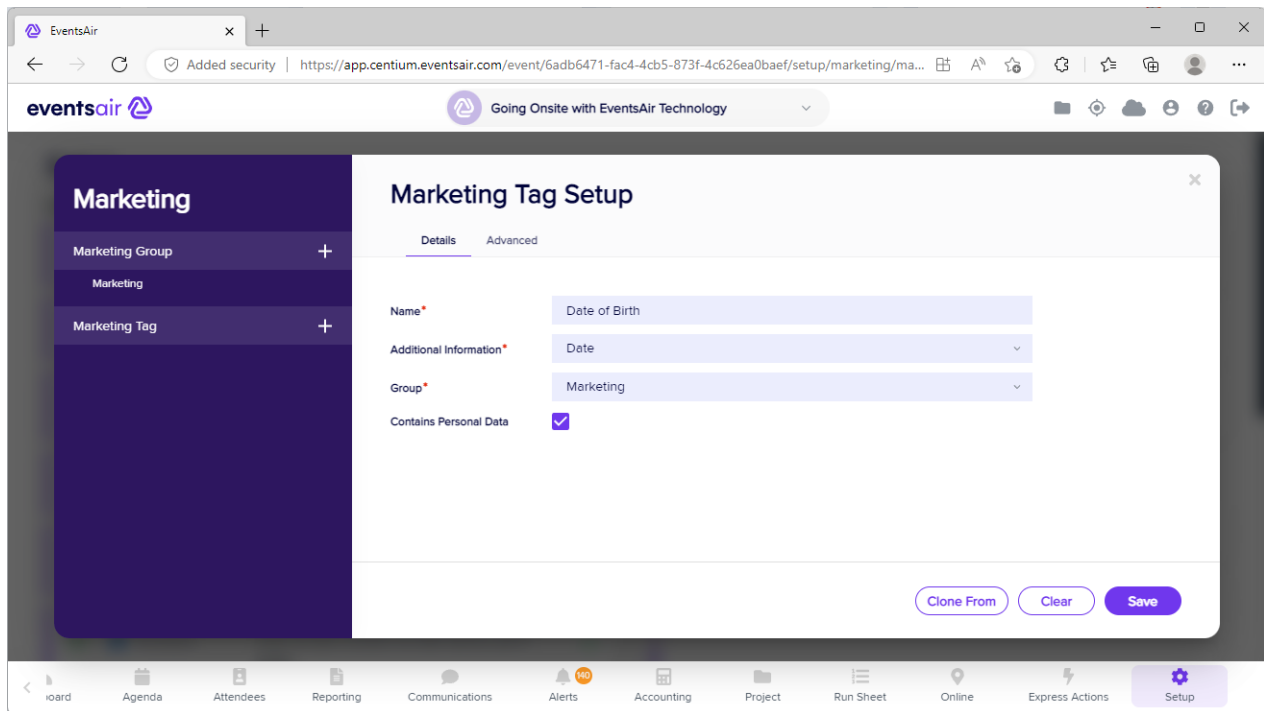 EventsAir
Added security
https://app.centium.eventsair.com/event/6adb6471-fac4-4cb5-873f-4c626ea0baef/setup/marketing/ma...
eventsair
Going Onsite with EventsAir Technology
Marketing
Marketing Group
Marketing
Marketing Tag
Marketing Tag Setup
Details Advanced
Name* Date of Birth
Additional Information* Date
Group* Marketing
Contains Personal Data
Clone From Clear Save
140
oard Agenda Attendees Reporting Communications Alerts Accounting Project Run Sheet Online Express Actions Setup